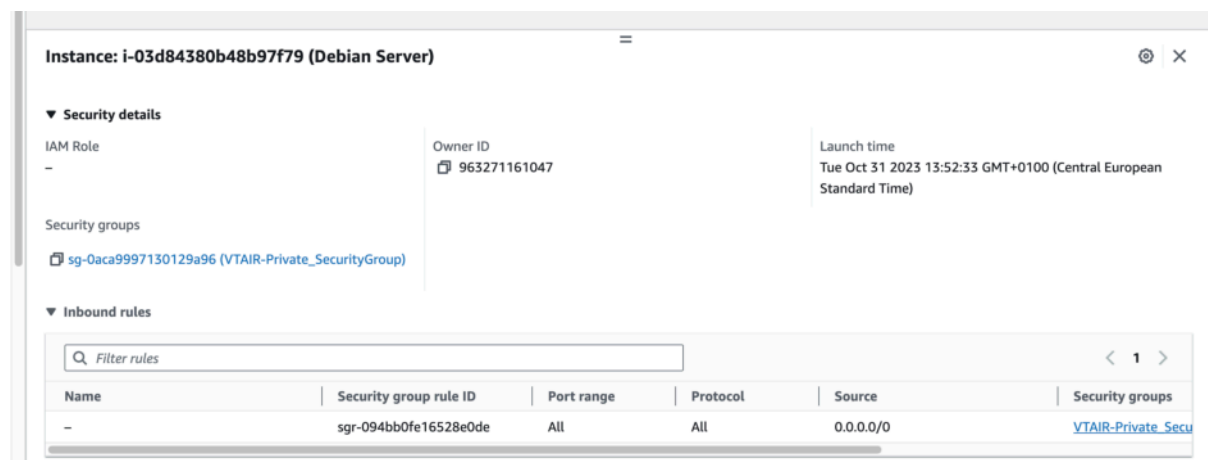 Instance: i-03d84380b48b97f79 (Debian Server)
Security details
IAM Role
–
Owner ID
963271161047
Launch time
Tue Oct 31 2023 13:52:33 GMT+0100 (Central European
Standard Time)
Security groups
sg-0aca9997130129a96 (VTAIR-Private_SecurityGroup)
Inbound rules
Filter rules
1
Name Security group rule ID Port range Protocol Source Security groups
– sgr-094bb0fe16528e0de All All 0.0.0.0/0 VTAIR-Private_Secu